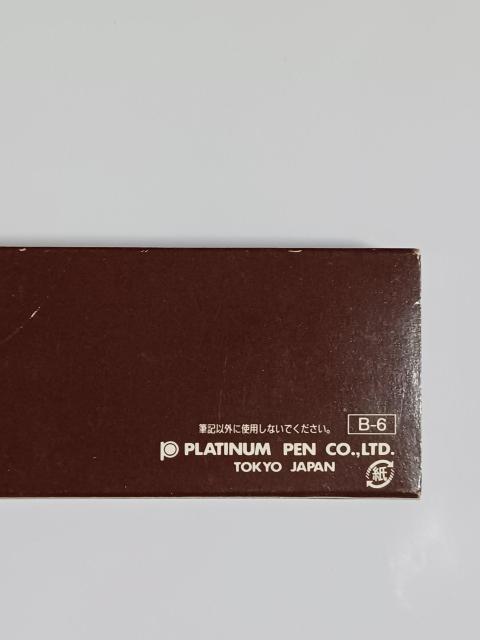 筆記以外に使用しないでください。 B-6
PLATINUM PEN CO.,LTD.
TOKYO JAPAN
紙